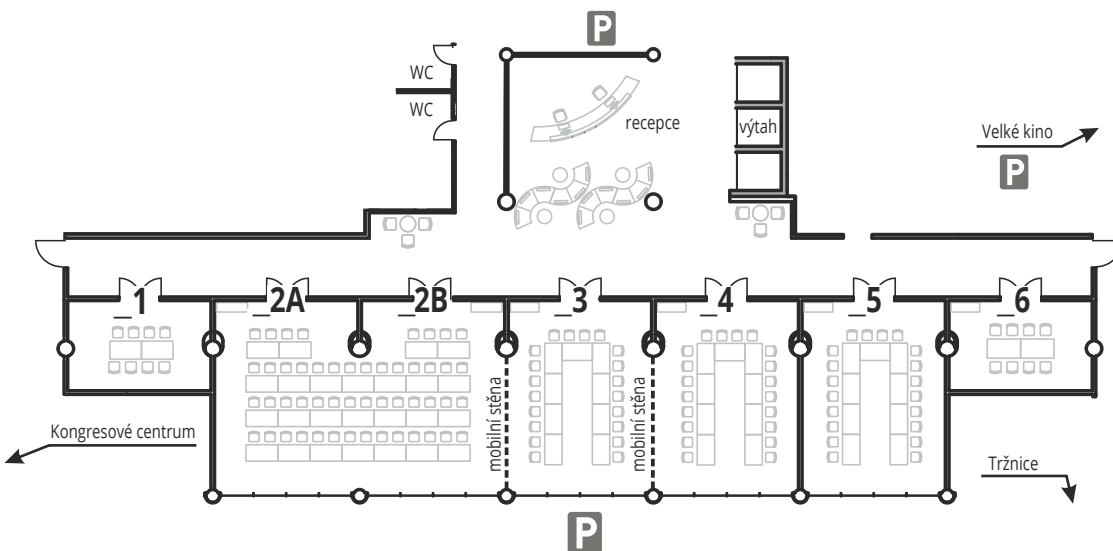 P
WC
WC
recepce
výtah
Velké kino
P
_1
_2A
_2B
_3
_4
_5
_6
mobilní stěna
mobilní stěna
Kongresové centrum
Tržnice
P